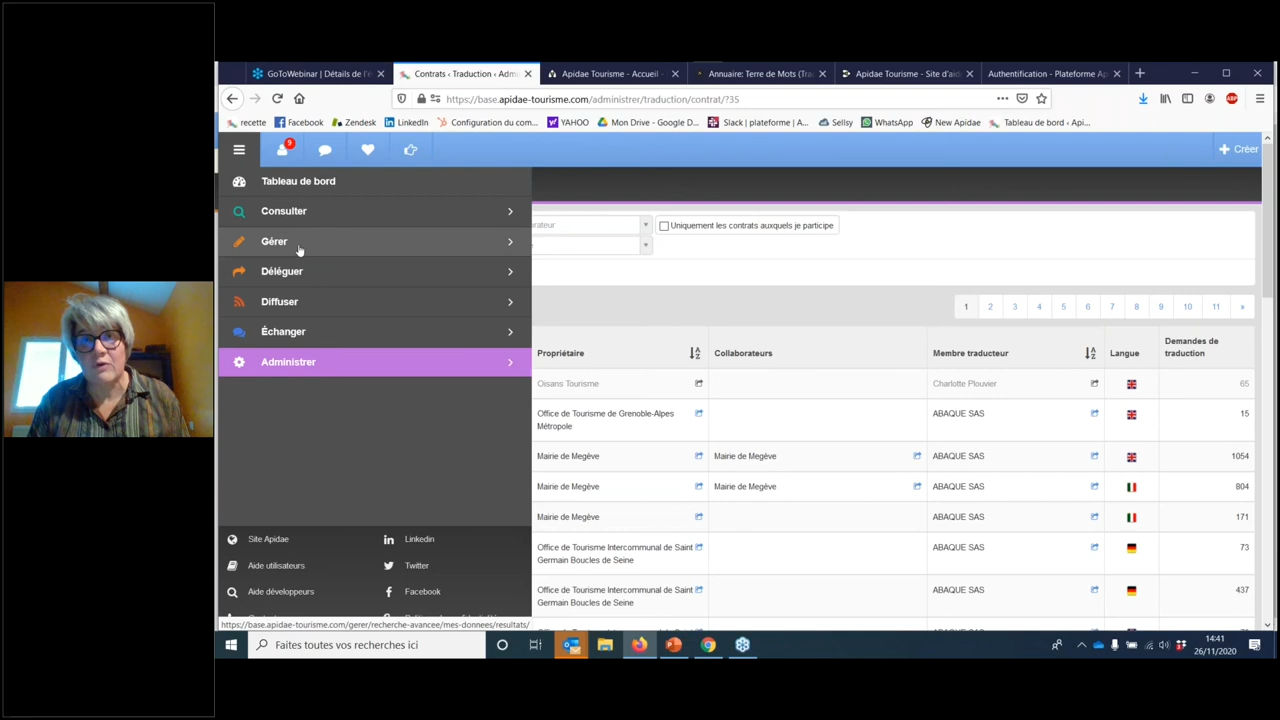 GoToWebinar | Détails de l'é
Contrats ‹ Traduction ‹ Adm
Apidae Tourisme - Accueil -
Annuaire: Terre de Mots (Tra
Apidae Tourisme - Site d'a
Authentification - Plateforme Ap
https://base.apidae-tourisme.com/administrer/traduction/contrat/?35
recette
Facebook
Zendesk
LinkedIn
Configuration du com...
YAHOO
Mon Drive - Google D...
Slack | plateforme | A...
Sellsy
WhatsApp
New Apidae
Tableau de bord ‹ Api...
9
Créer
Tableau de bord
Consulter
Gérer
Déléguer
Diffuser
Échanger
Administrer
Uniquement les contrats auxquels je participe
1 2 3 4 5 6 7 8 9 10 11 »
Propriétaire
Collaborateurs
Membre traducteur
Langue
Demandes de
traduction
Oisans Tourisme
Charlotte Plouvier
65
Office de Tourisme de Grenoble-Alpes
Métropole
ABAQUE SAS
15
Mairie de Megève
Mairie de Megève
ABAQUE SAS
1054
Mairie de Megève
Mairie de Megève
ABAQUE SAS
804
Mairie de Megève
ABAQUE SAS
171
Office de Tourisme Intercommunal de Saint
Germain Boucles de Seine
ABAQUE SAS
73
Office de Tourisme Intercommunal de Saint
Germain Boucles de Seine
ABAQUE SAS
437
Site Apidae
Linkedin
Aide utilisateurs
Twitter
Aide développeurs
Facebook
https://base.apidae-tourisme.com/gerer/recherche-avancee/mes-donnees/resultats/
Faites toutes vos recherches ici
14:41
26/11/2020